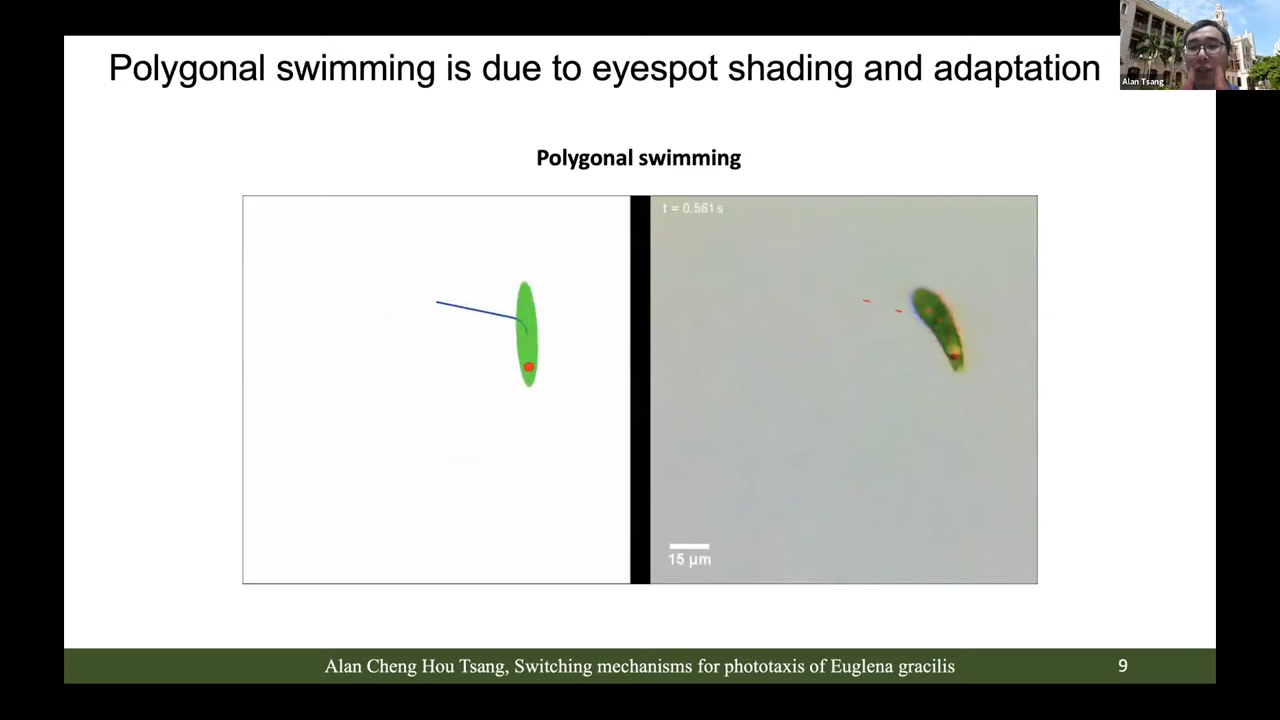 Polygonal swimming is due to eyespot shading and adaptation
Alan Tsang
Polygonal swimming
t = 0.561 s
15 µm
Alan Cheng Hou Tsang, Switching mechanisms for phototaxis of Euglena gracilis
9